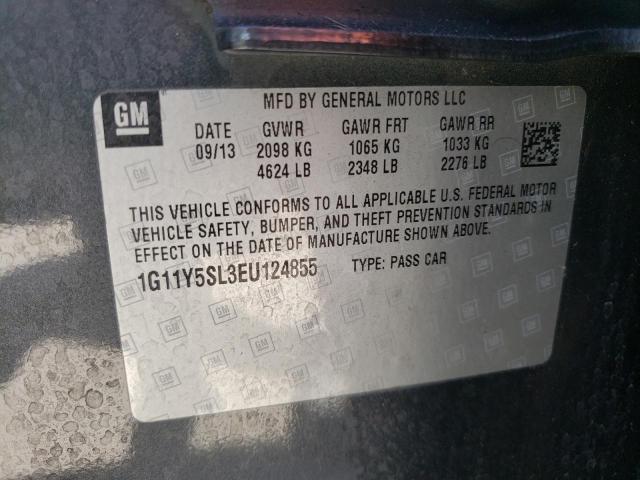 GM
MFD BY GENERAL MOTORS LLC
DATE GVWR GAWR FRT GAWR RR
09/13 2098 KG 1065 KG 1033 KG
4624 LB 2348 LB 2276 LB
THIS VEHICLE CONFORMS TO ALL APPLICABLE U.S. FEDERAL MOTOR
VEHICLE SAFETY, BUMPER, AND THEFT PREVENTION STANDARDS IN
EFFECT ON THE DATE OF MANUFACTURE SHOWN ABOVE.
1G11Y5SL3EU124855 TYPE: PASS CAR